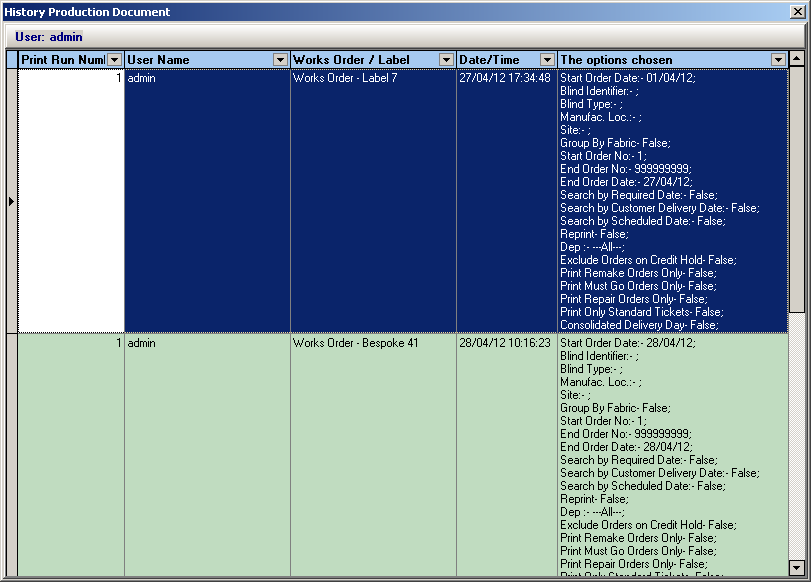 History Production Document
User: admin
Print Run Num User Name Works Order / Label Date/Time The options chosen
1 admin Works Order - Label 7 27/04/12 17:34:48 Start Order Date:- 01/04/12;
Blind Identifier:- ;
Blind Type:- ;
Manufac. Loc.:- ;
Site:- ;
Group By Fabric- False;
Start Order No:- 1;
End Order No:- 999999999;
End Order Date:- 27/04/12;
Search by Required Date:- False;
Search by Customer Delivery Date:- False;
Search by Scheduled Date:- False;
Reprint- False;
Dep :- ---All---;
Exclude Orders on Credit Hold- False;
Print Remake Orders Only- False;
Print Must Go Orders Only- False;
Print Repair Orders Only- False;
Print Only Standard Tickets- False;
Consolidated Delivery Day- False;
1 admin Works Order - Bespoke 41 28/04/12 10:16:23 Start Order Date:- 28/04/12;
Blind Identifier:- ;
Blind Type:- ;
Manufac. Loc.:- ;
Site:- ;
Group By Fabric- False;
Start Order No:- 1;
End Order No:- 999999999;
End Order Date:- 28/04/12;
Search by Required Date:- False;
Search by Customer Delivery Date:- False;
Search by Scheduled Date:- False;
Reprint- False;
Dep :- ---All---;
Exclude Orders on Credit Hold- False;
Print Remake Orders Only- False;
Print Must Go Orders Only- False;
Print Repair Orders Only- False;
Print Only Standard Tickets- False;